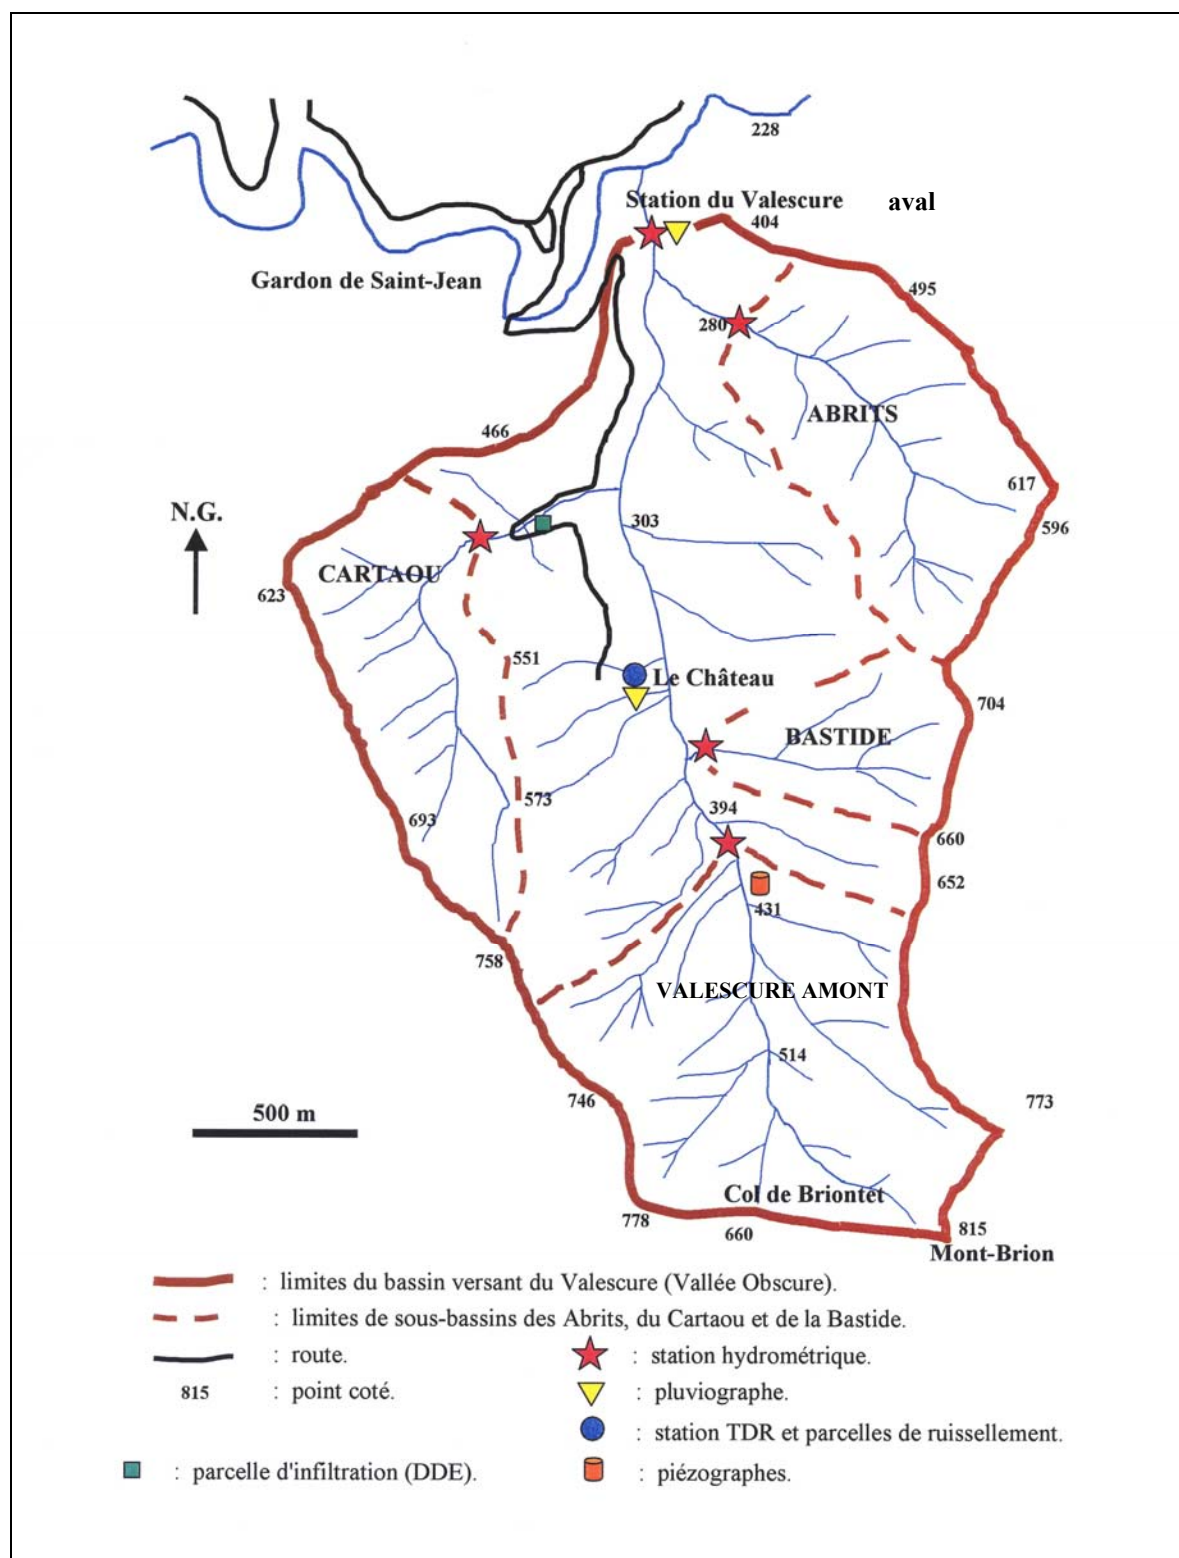 228
Station du Valescure aval
404
Gardon de Saint-Jean
495
280
ABRITS
466
617
N.G.
303
596
CARTAOU
623
551
Le Château
704
BASTIDE
573
394
693
660
652
431
758
VALESCURE AMONT
514
746
773
500 m
Col de Briontet
778
660
815
Mont-Brion
: limites du bassin versant du Valescure (Vallée Obscure).
: limites de sous-bassins des Abrits, du Cartaou et de la Bastide.
: route.
: station hydrométrique.
815 : point coté.
: pluviographe.
: station TDR et parcelles de ruissellement.
: parcelle d'infiltration (DDE).
: piézographes.